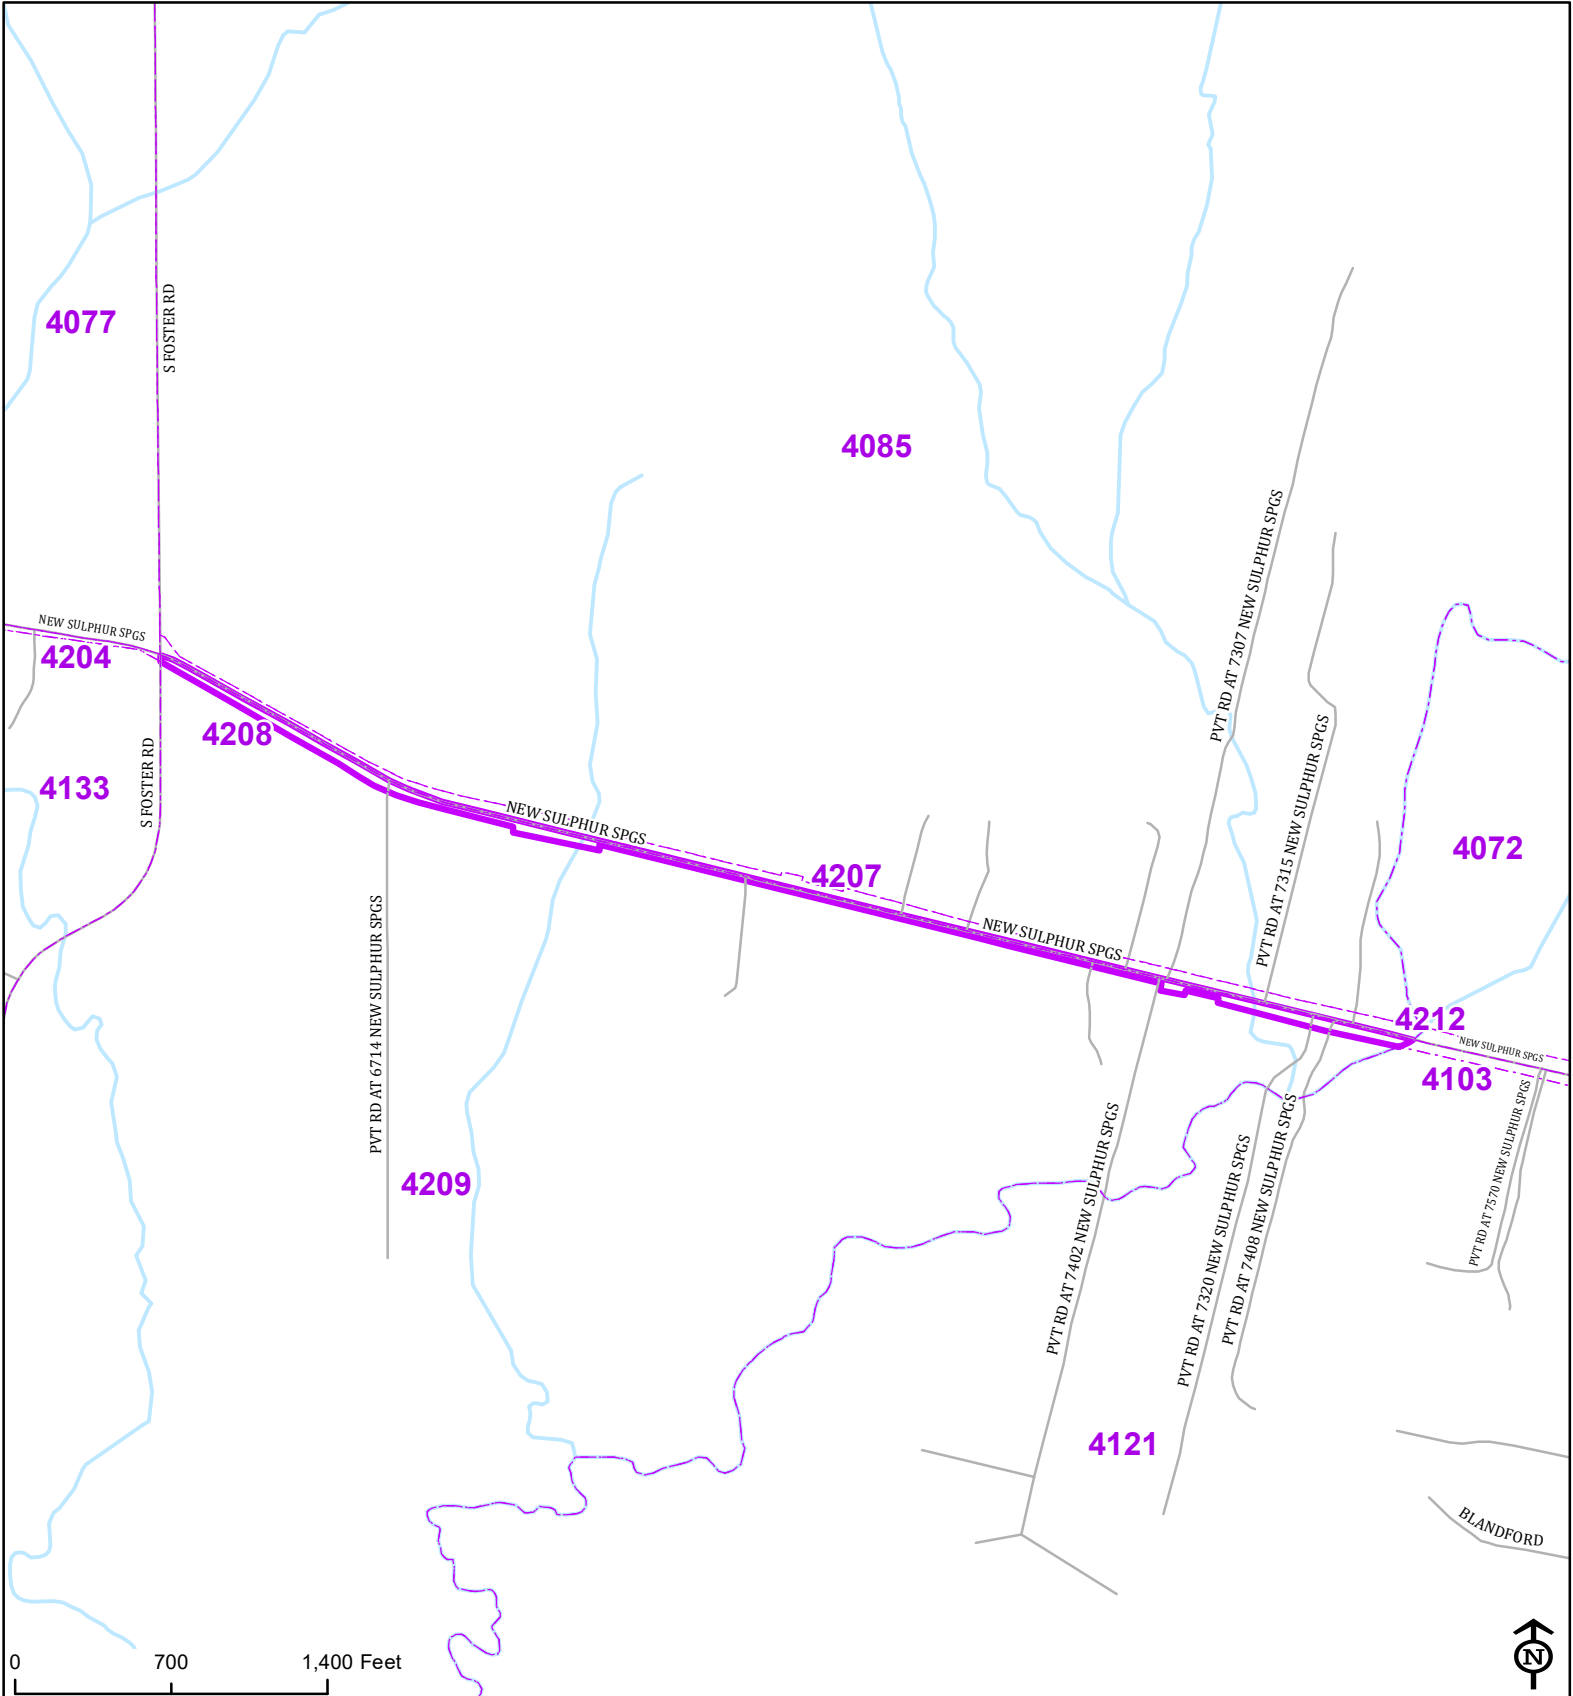 4077
S FOSTER RD
4085
PVT RD AT 7307 NEW SULPHUR SPGS
NEW SULPHUR SPGS
4204
4208
4133
S FOSTER RD
PVT RD AT 7315 NEW SULPHUR SPGS
NEW SULPHUR SPGS
4072
4207
NEW SULPHUR SPGS
PVT RD AT 6714 NEW SULPHUR SPGS
4212
NEW SULPHUR SPGS
4103
4209
PVT RD AT 7402 NEW SULPHUR SPGS
PVT RD AT 7320 NEW SULPHUR SPGS
PVT RD AT 7408 NEW SULPHUR SPGS
PVT RD AT 7570 NEW SULPHUR SPGS
4121
BLANDFORD
0 700 1,400 Feet
N